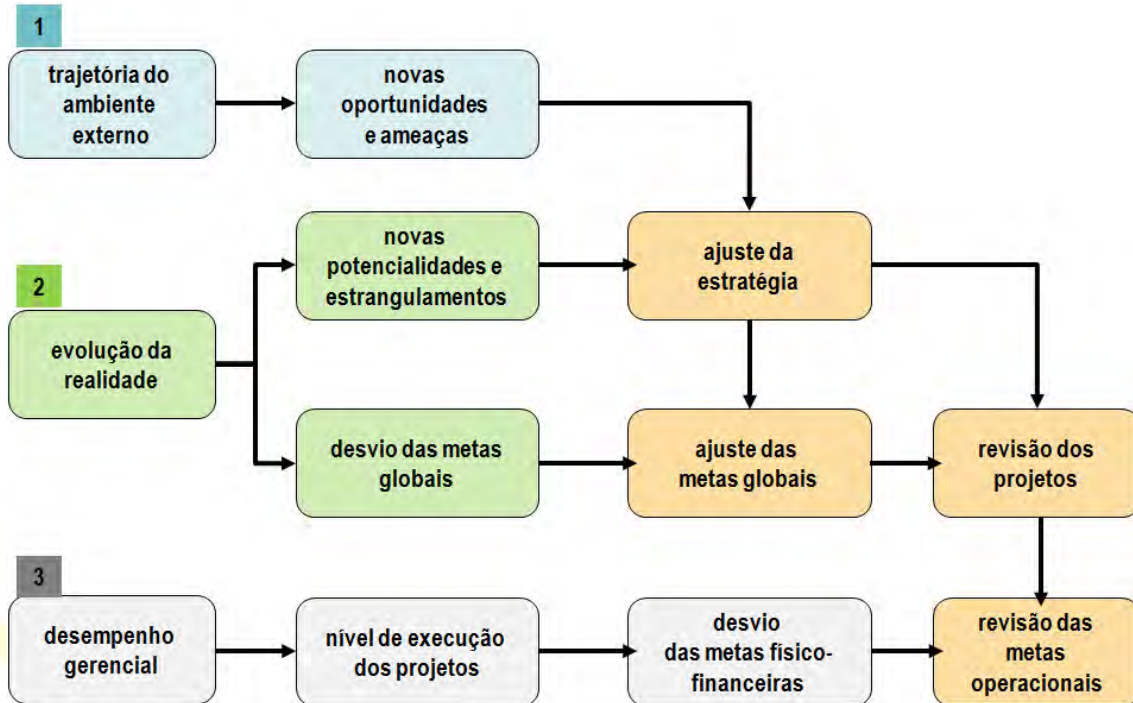 1
trajetória do
ambiente
externo
novas
oportunidades
e ameaças
2
evolução da
realidade
novas
potencialidades e
estrangulamentos
ajuste da
estratégia
desvio das metas
globais
ajuste das
metas globais
revisão dos
projetos
3
desempenho
gerencial
nível de execução
dos projetos
desvio
das metas físico-
financeiras
revisão das
metas
operacionais